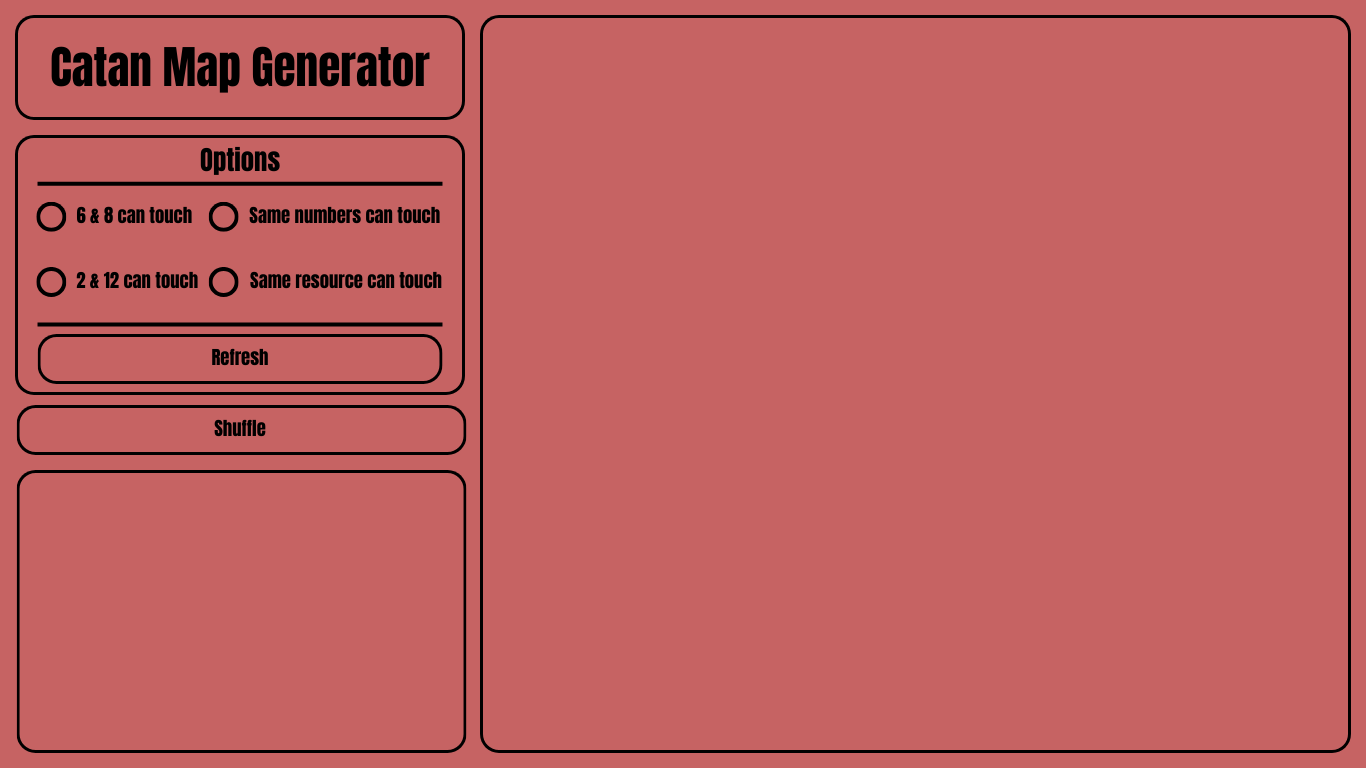 Catan Map Generator
Options
6 & 8 can touch
Same numbers can touch
2 & 12 can touch
Same resource can touch
Refresh
Shuffle